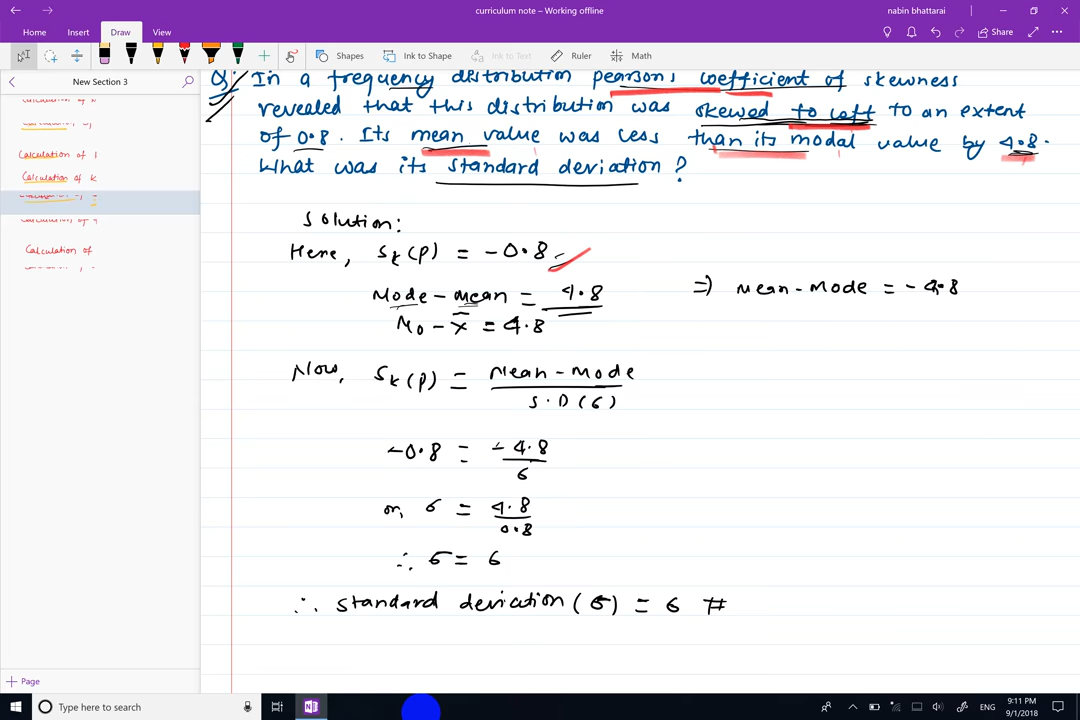 curriculum note – Working offline
nabin bhattarai
Home Insert Draw View
Share
Shapes Ink to Shape Ink to Text Ruler Math
New Section 3
Calculation of 1
Calculation of k
Calculation of
+ Page
Q. In a frequency distribution pearson's coefficient of skewness
revealed that this distribution was skewed to left to an extent
of 0.8. Its mean value was less than its modal value by 4.8.
What was its standard deviation?
Solution:
Here, Sk(P) = -0.8
Mode - mean = 4.8 => Mean - Mode = -4.8
Mo - x̄ = 4.8
Now, Sk(P) = Mean - Mode
S.D(σ)
-0.8 = -4.8
σ
or, σ = 4.8
0.8
∴ σ = 6
∴ Standard deviation (σ) = 6 #
Type here to search
ENG
9:11 PM
9/1/2018